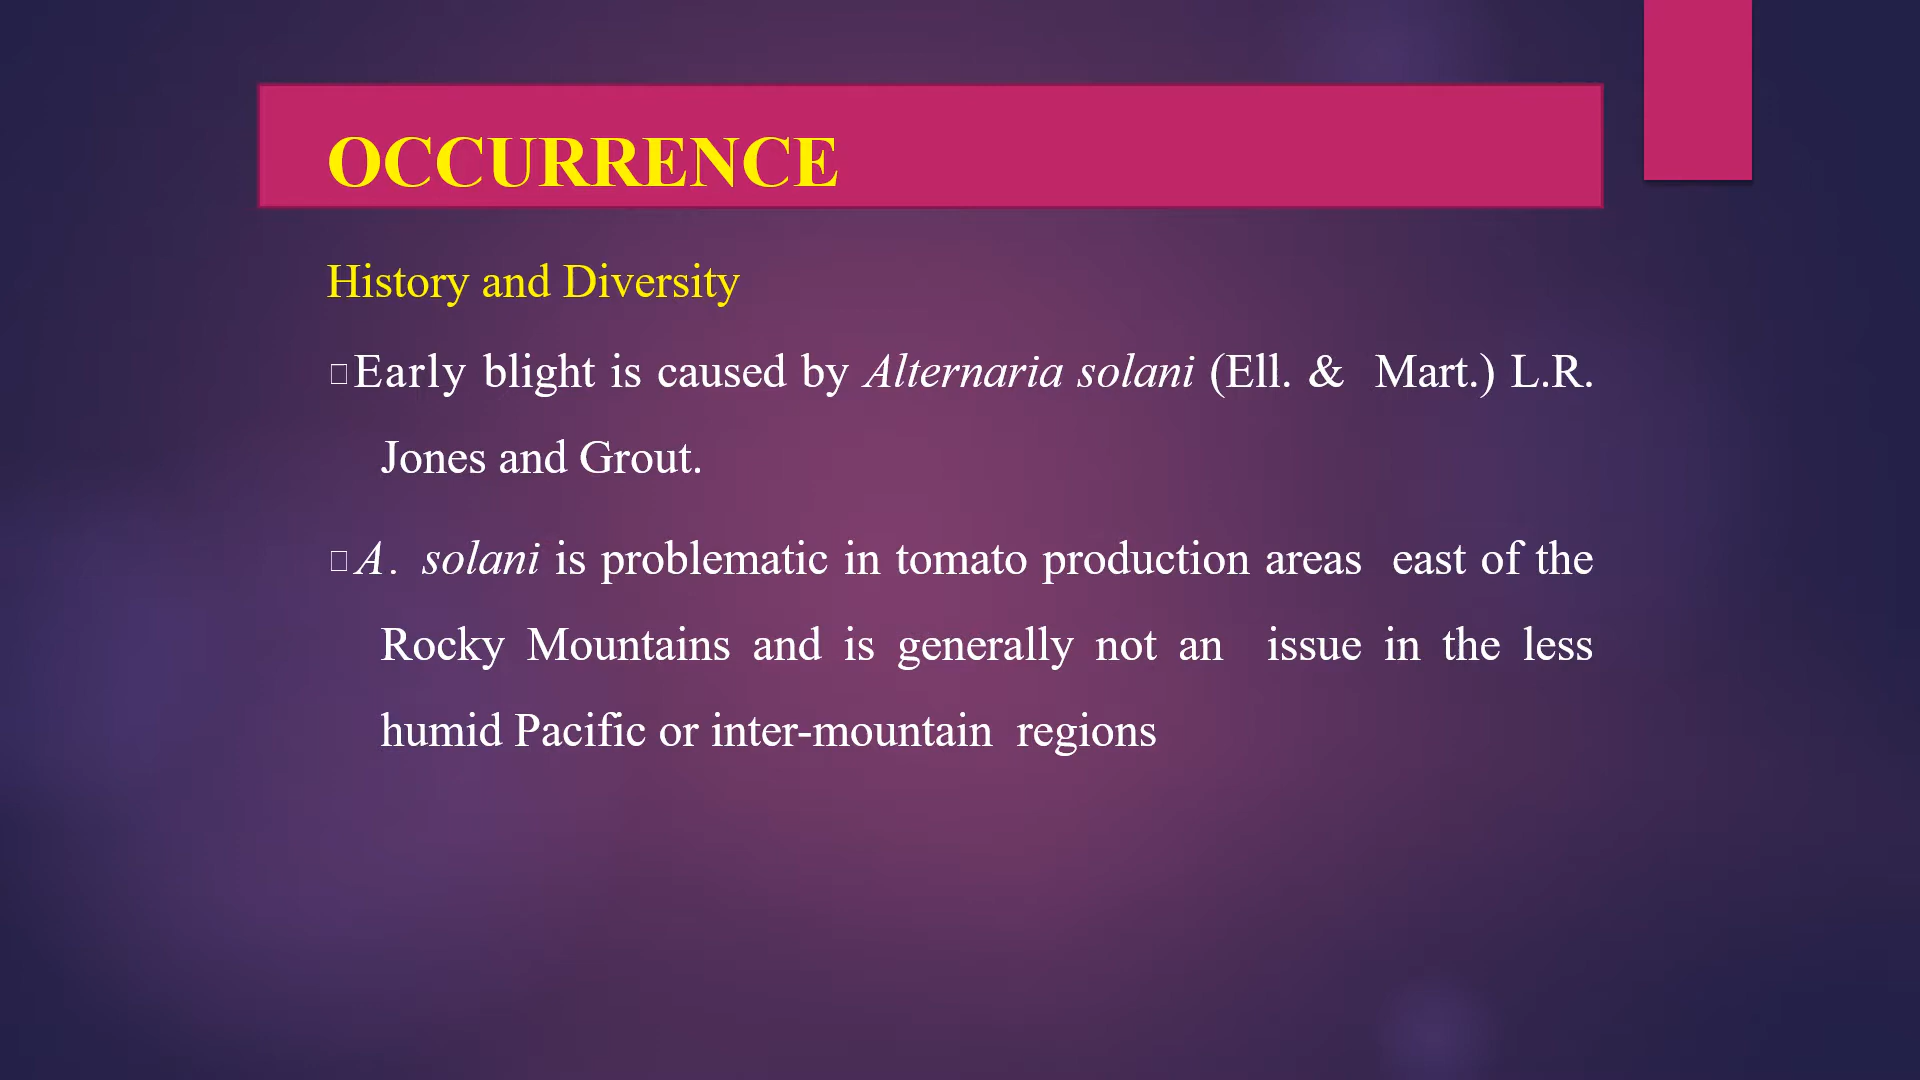 OCCURRENCE
History and Diversity
Early blight is caused by Alternaria solani (Ell. & Mart.) L.R.
Jones and Grout.
A. solani is problematic in tomato production areas east of the
Rocky Mountains and is generally not an issue in the less
humid Pacific or inter-mountain regions